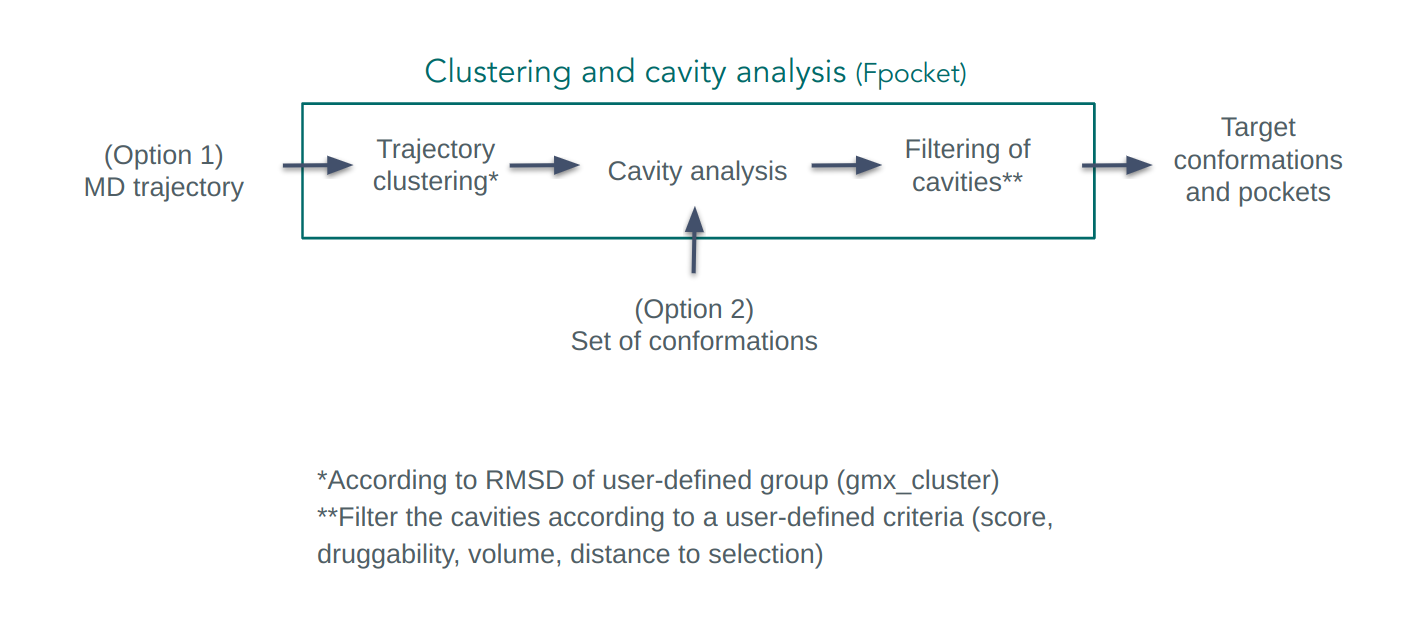 Clustering and cavity analysis (Fpocket)
(Option 1)
MD trajectory
Trajectory
clustering*
Cavity analysis
Filtering of
cavities**
Target
conformations
and pockets
(Option 2)
Set of conformations
*According to RMSD of user-defined group (gmx_cluster)
**Filter the cavities according to a user-defined criteria (score,
druggability, volume, distance to selection)